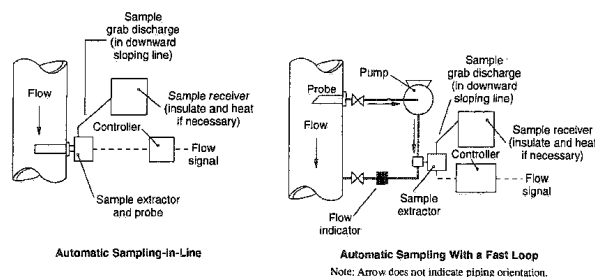 Sample
grab discharge
(in downward
sloping line)
Flow
Sample receiver
(insulate and heat
if necessary)
Controller
Flow
signal
Sample extractor
and probe
Automatic Sampling-in-Line
Pump
Sample
grab discharge
(in downward
sloping line)
Probe
Flow
Sample receiver
(insulate and heat
if necessary)
Controller
Flow
signal
Sample
extractor
Flow
indicator
Automatic Sampling With a Fast Loop
Note: Arrow does not indicate piping orientation.